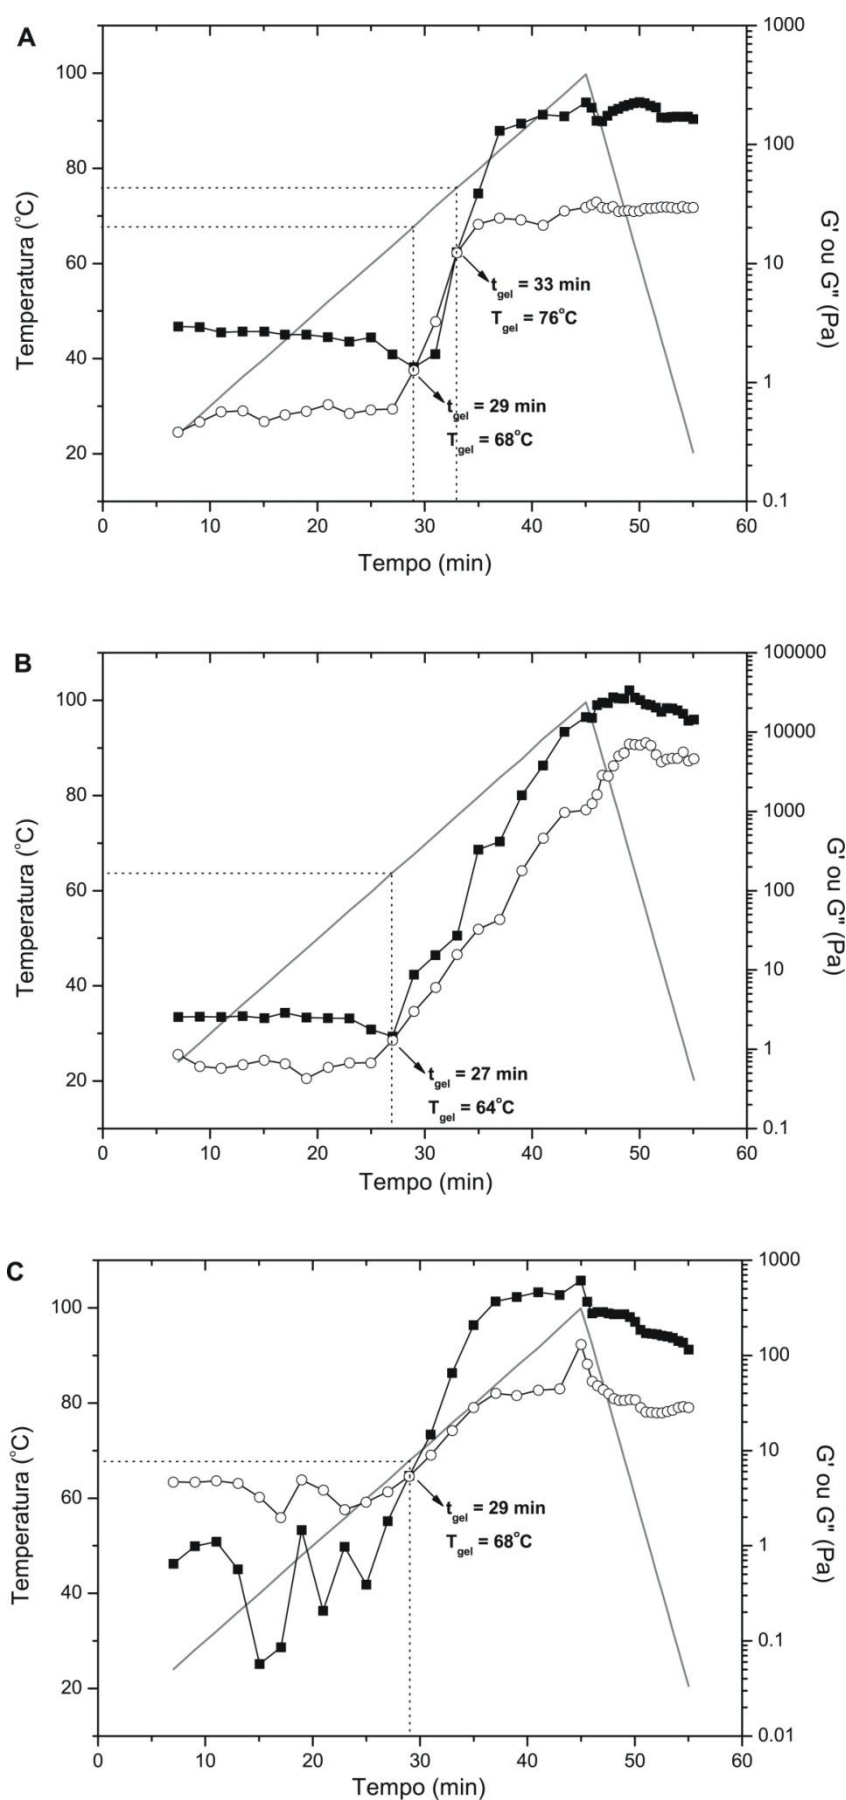 A
1000
100
100
80
Temperatura (°C)
G' ou G" (Pa)
60
10
t_gel = 33 min
T_gel = 76°C
40
1
t_gel = 29 min
T_gel = 68°C
20
0.1
0 10 20 30 40 50 60
Tempo (min)
B
100000
100
10000
80
1000
Temperatura (°C)
G' ou G" (Pa)
60
100
40
10
1
t_gel = 27 min
T_gel = 64°C
20
0.1
0 10 20 30 40 50 60
Tempo (min)
C
1000
100
100
80
10
Temperatura (°C)
G' ou G" (Pa)
60
t_gel = 29 min
T_gel = 68°C
1
40
0.1
20
0.01
0 10 20 30 40 50 60
Tempo (min)